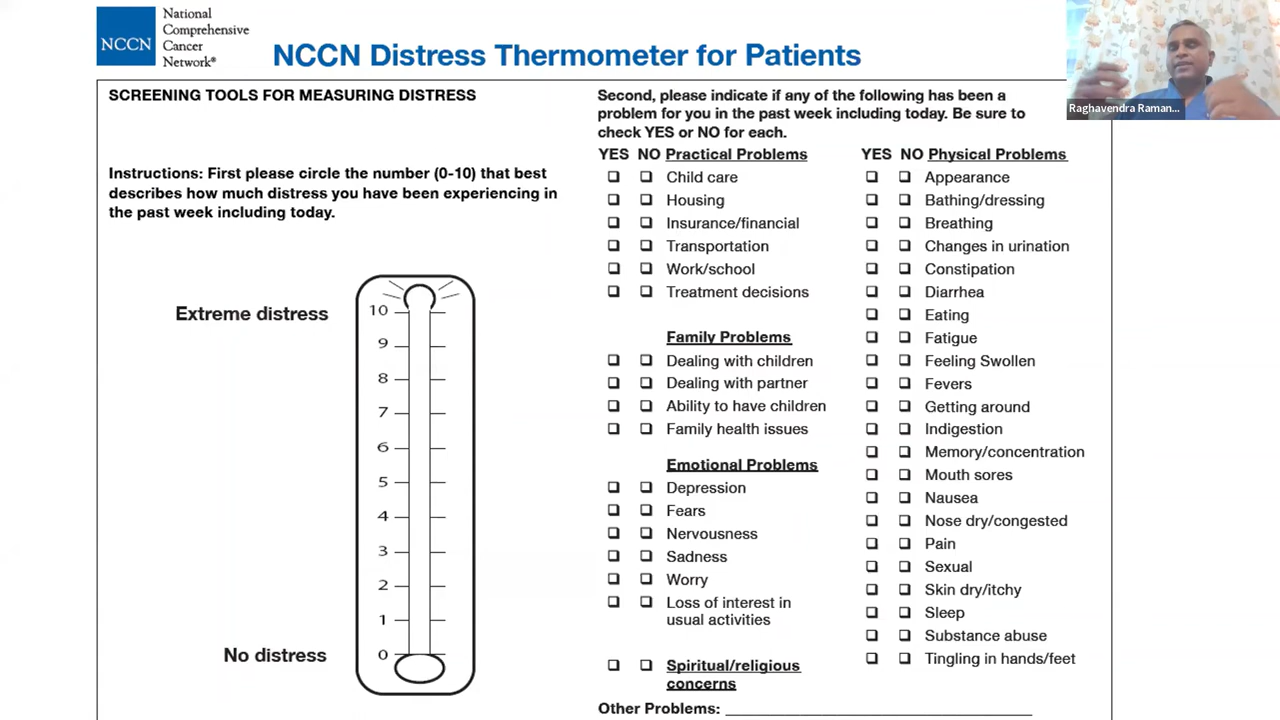 NCCN
National
Comprehensive
Cancer
Network®
NCCN Distress Thermometer for Patients
Raghavendra Raman...
SCREENING TOOLS FOR MEASURING DISTRESS
Instructions: First please circle the number (0-10) that best
describes how much distress you have been experiencing in
the past week including today.
Extreme distress
10
9
8
7
6
5
4
3
2
1
0
No distress
Second, please indicate if any of the following has been a
problem for you in the past week including today. Be sure to
check YES or NO for each.
YES NO Practical Problems
Child care
Housing
Insurance/financial
Transportation
Work/school
Treatment decisions
Family Problems
Dealing with children
Dealing with partner
Ability to have children
Family health issues
Emotional Problems
Depression
Fears
Nervousness
Sadness
Worry
Loss of interest in
usual activities
Spiritual/religious
concerns
YES NO Physical Problems
Appearance
Bathing/dressing
Breathing
Changes in urination
Constipation
Diarrhea
Eating
Fatigue
Feeling Swollen
Fevers
Getting around
Indigestion
Memory/concentration
Mouth sores
Nausea
Nose dry/congested
Pain
Sexual
Skin dry/itchy
Sleep
Substance abuse
Tingling in hands/feet
Other Problems: